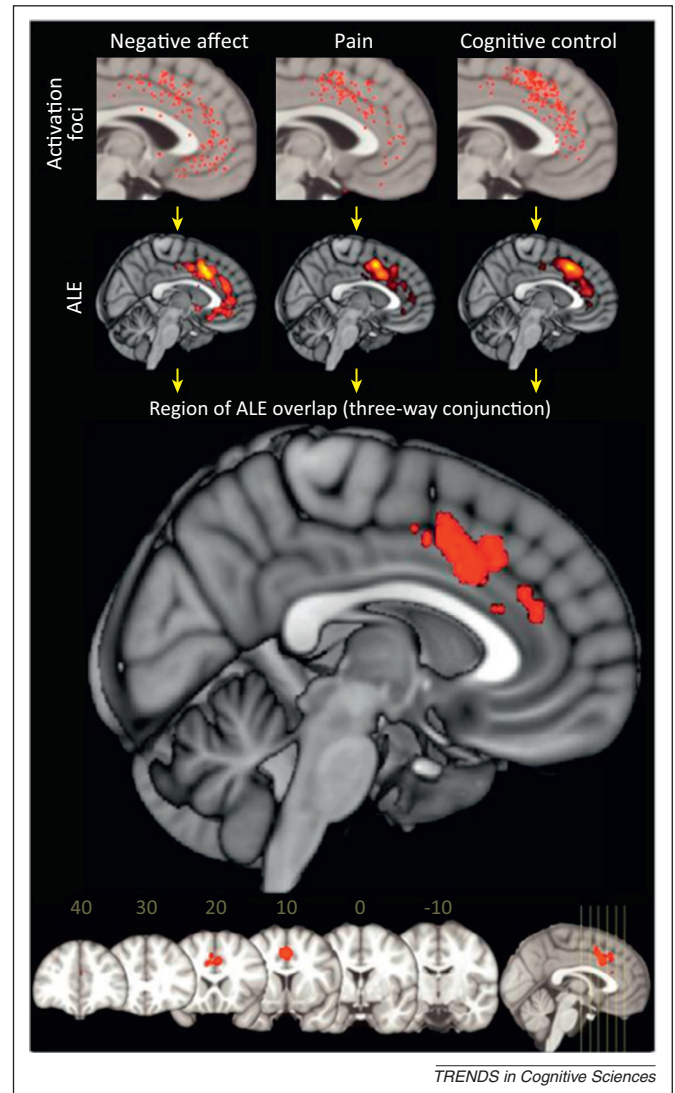 Negative affect Pain Cognitive control
Activation
foci
ALE
Region of ALE overlap (three-way conjunction)
40 30 20 10 0 -10
TRENDS in Cognitive Sciences